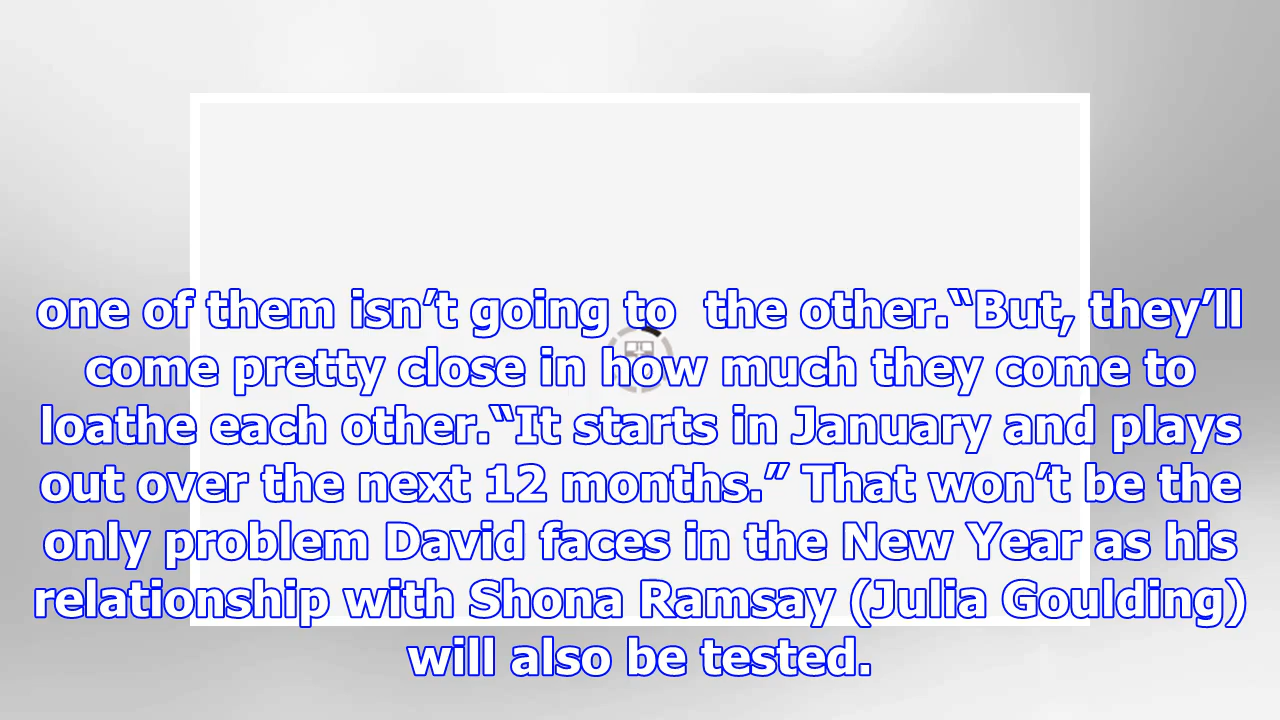 one of them isn’t going to  the other.“But, they’ll
come pretty close in how much they come to
loathe each other.“It starts in January and plays
out over the next 12 months.” That won’t be the
only problem David faces in the New Year as his
relationship with Shona Ramsay (Julia Goulding)
will also be tested.